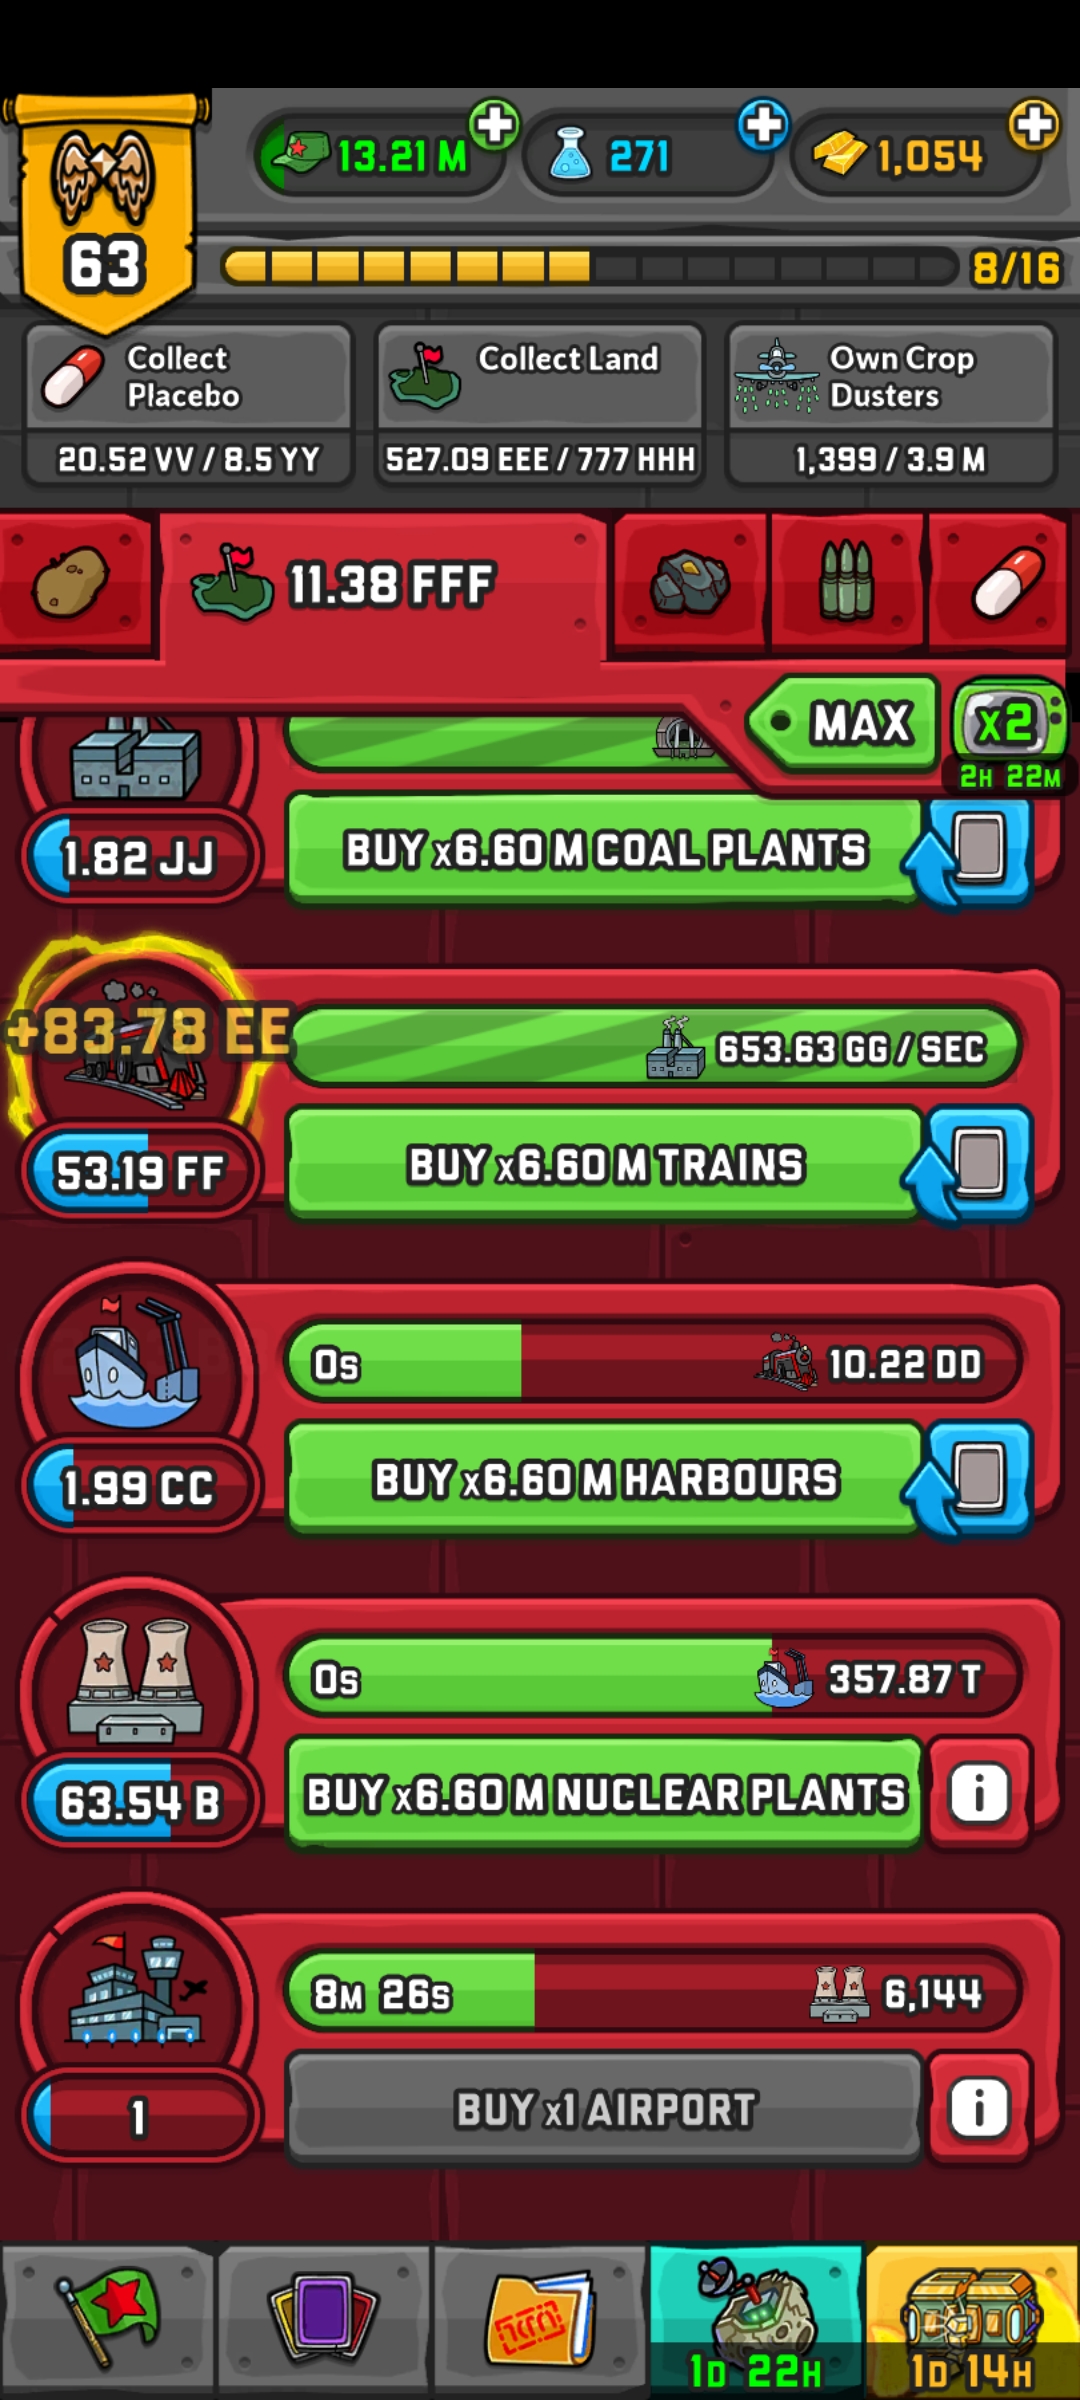 13.21 M
271
1,054
63
8/16
Collect
Placebo
20.52 VV / 8.5 YY
Collect Land
527.09 EEE / 777 HHH
Own Crop
Dusters
1,399 / 3.9 M
11.38 FFF
MAX
x2
2H 22M
1.82 JJ
BUY x6.60 M COAL PLANTS
+83.78 EE
653.63 GG / SEC
53.19 FF
BUY x6.60 M TRAINS
0s
10.22 DD
1.99 CC
BUY x6.60 M HARBOURS
0s
357.87 T
63.54 B
BUY x6.60 M NUCLEAR PLANTS
i
8M 26s
6,144
1
BUY x1 AIRPORT
i
1D 22H
1D 14H